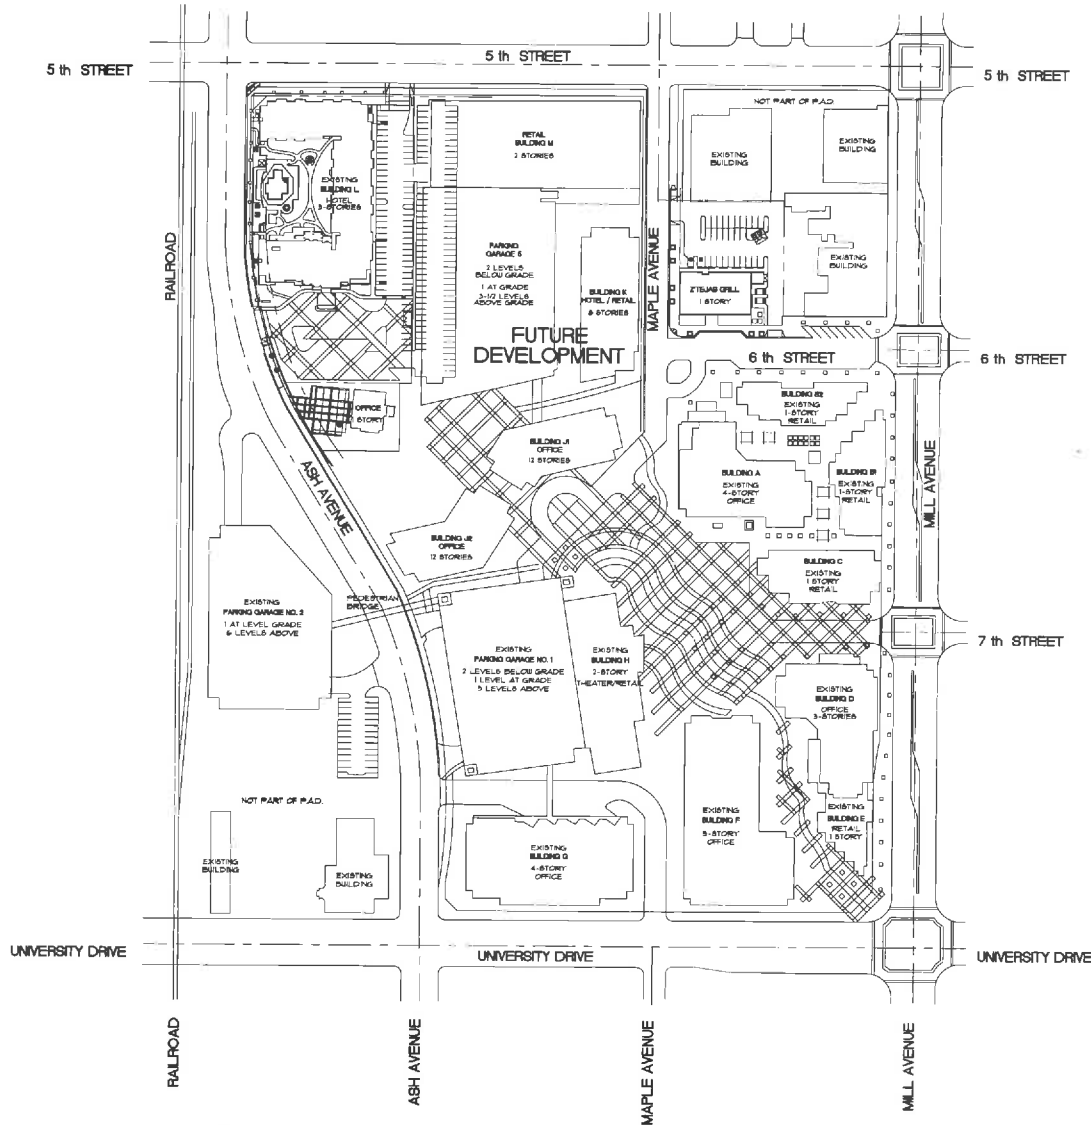 5 th STREET
5 th STREET
5 th STREET
NOT PART OF P.A.D.
RETAIL
BUILDING M
2 STORIES
EXISTING
BUILDING
EXISTING
BUILDING
EXISTING
BUILDING L
HOTEL
3-STORIES
RAILROAD
PARKING
GARAGE 5
2 LEVELS
BELOW GRADE
1 AT GRADE
3-1/2 LEVELS
ABOVE GRADE
MAPLE AVENUE
EXISTING
BUILDING
BUILDING K
HOTEL / RETAIL
8 STORIES
Z'TEJAS GRILL
1 STORY
FUTURE
DEVELOPMENT
6 th STREET
6 th STREET
BUILDING B2
EXISTING
1-STORY
RETAIL
OFFICE
1 STORY
BUILDING J1
OFFICE
12 STORIES
BUILDING A
EXISTING
4-STORY
OFFICE
BUILDING B1
EXISTING
1-STORY
RETAIL
MILL AVENUE
ASH AVENUE
BUILDING J2
OFFICE
12 STORIES
BUILDING C
EXISTING
1 STORY
RETAIL
PEDESTRIAN
BRIDGE
EXISTING
PARKING GARAGE NO. 2
1 AT LEVEL GRADE
6 LEVELS ABOVE
7 th STREET
EXISTING
PARKING GARAGE NO. 1
2 LEVELS BELOW GRADE
1 LEVEL AT GRADE
5 LEVELS ABOVE
EXISTING
BUILDING H
2-STORY
THEATER/RETAIL
EXISTING
BUILDING D
OFFICE
3-STORIES
NOT PART OF P.A.D.
EXISTING
BUILDING F
5-STORY
OFFICE
EXISTING
BUILDING E
RETAIL
1 STORY
EXISTING
BUILDING
EXISTING
BUILDING
EXISTING
BUILDING G
4-STORY
OFFICE
UNIVERSITY DRIVE
UNIVERSITY DRIVE
UNIVERSITY DRIVE
RAILROAD
ASH AVENUE
MAPLE AVENUE
MILL AVENUE